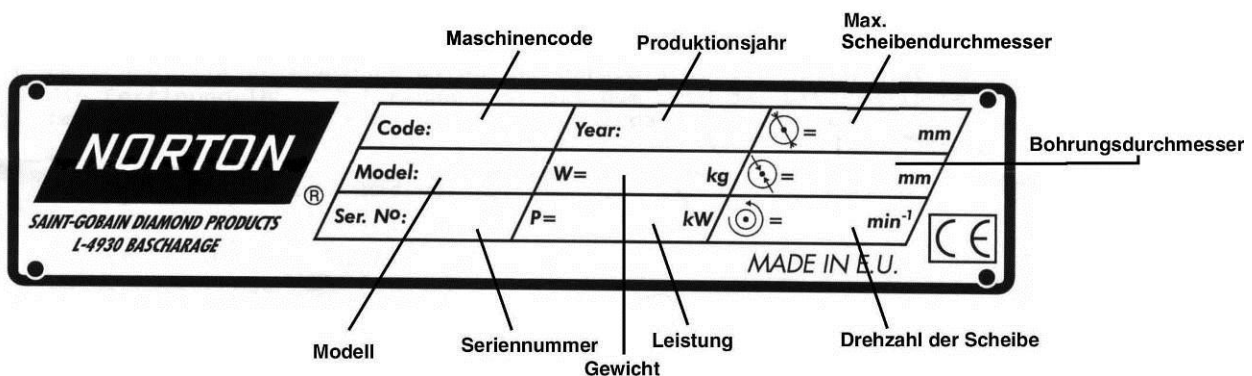 Max.
Maschinencode Produktionsjahr Scheibendurchmesser
NORTON
®
SAINT-GOBAIN DIAMOND PRODUCTS
L-4930 BASCHARAGE
Code: Year: = mm
Model: W= kg = mm
Ser. Nº: P= kW = min⁻¹
Bohrungsdurchmesser
MADE IN E.U.
CE
Modell Seriennummer Leistung Drehzahl der Scheibe
Gewicht